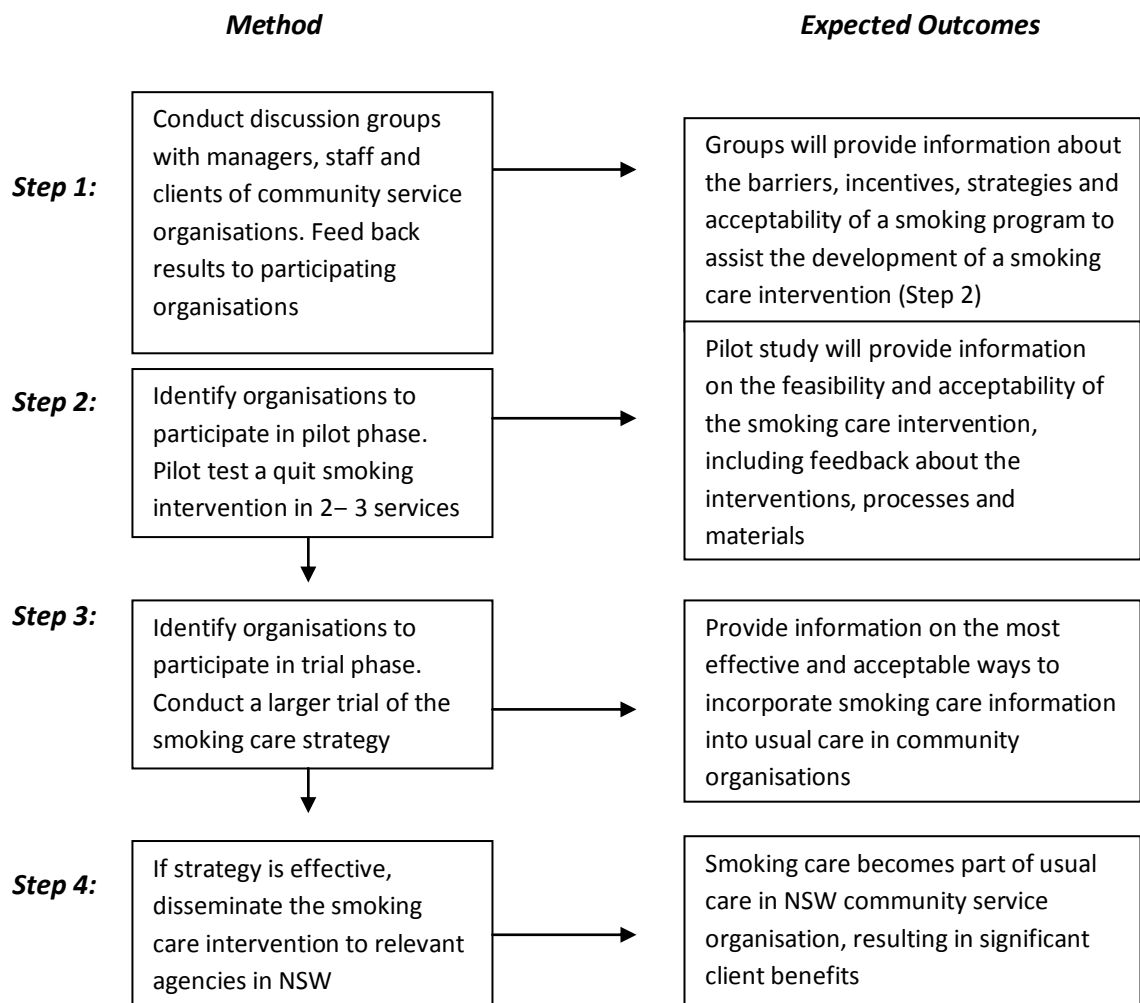 Method
Expected Outcomes
Step 1:
Conduct discussion groups
with managers, staff and
clients of community service
organisations. Feed back
results to participating
organisations
Groups will provide information about
the barriers, incentives, strategies and
acceptability of a smoking program to
assist the development of a smoking
care intervention (Step 2)
Step 2:
Identify organisations to
participate in pilot phase.
Pilot test a quit smoking
intervention in 2– 3 services
Pilot study will provide information
on the feasibility and acceptability of
the smoking care intervention,
including feedback about the
interventions, processes and
materials
Step 3:
Identify organisations to
participate in trial phase.
Conduct a larger trial of the
smoking care strategy
Provide information on the most
effective and acceptable ways to
incorporate smoking care information
into usual care in community
organisations
Step 4:
If strategy is effective,
disseminate the smoking
care intervention to relevant
agencies in NSW
Smoking care becomes part of usual
care in NSW community service
organisation, resulting in significant
client benefits